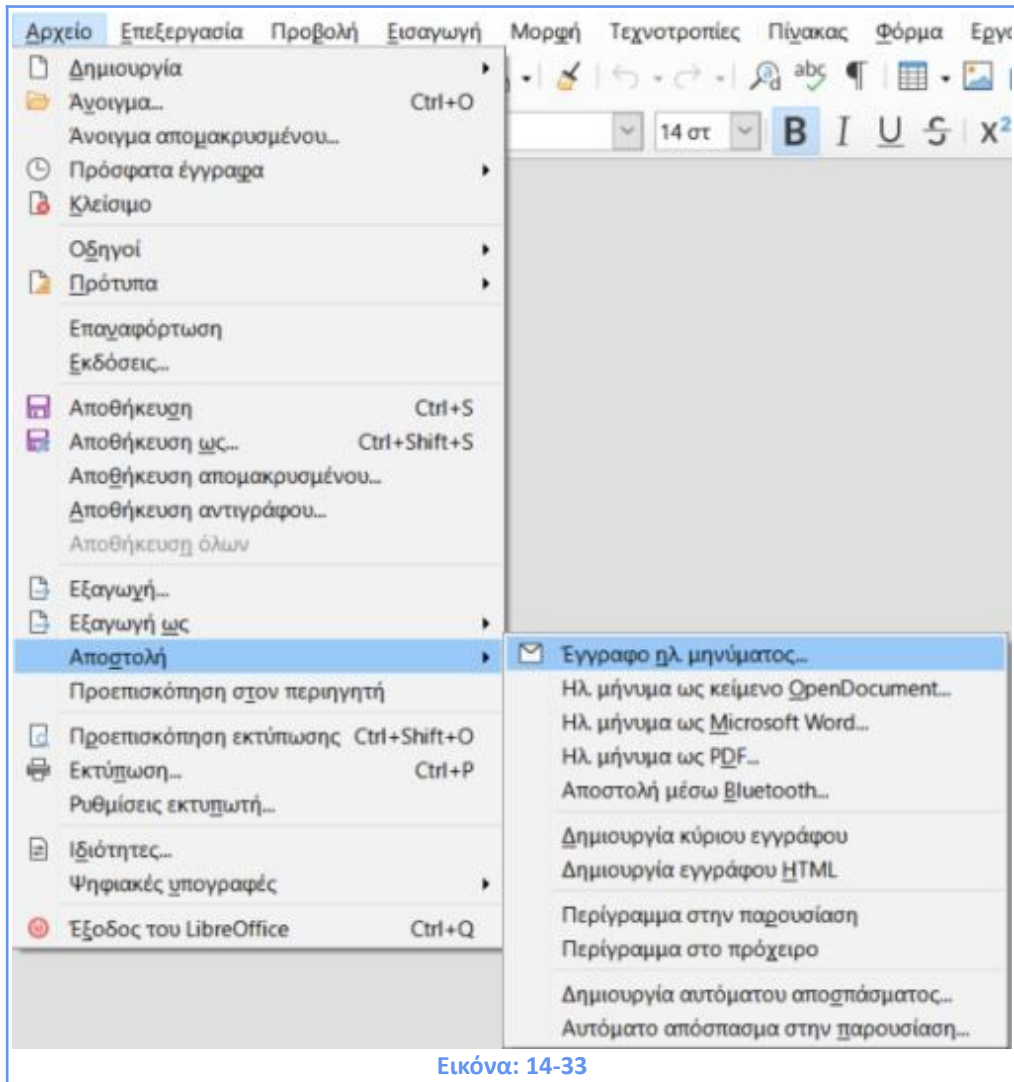 Αρχείο Επεξεργασία Προβολή Εισαγωγή Μορφή Τεχνοτροπίες Πίνακας Φόρμα Εργα
Δημιουργία
Άνοιγμα... Ctrl+O
Άνοιγμα απομακρυσμένου...
Πρόσφατα έγγραφα
Κλείσιμο
Οδηγοί
Πρότυπα
Επαναφόρτωση
Εκδόσεις...
Αποθήκευση Ctrl+S
Αποθήκευση ως... Ctrl+Shift+S
Αποθήκευση απομακρυσμένου...
Αποθήκευση αντιγράφου...
Αποθήκευση όλων
Εξαγωγή...
Εξαγωγή ως
Αποστολή
Προεπισκόπηση στον περιηγητή
Προεπισκόπηση εκτύπωσης Ctrl+Shift+O
Εκτύπωση... Ctrl+P
Ρυθμίσεις εκτυπωτή...
Ιδιότητες...
Ψηφιακές υπογραφές
Έξοδος του LibreOffice Ctrl+Q
abc ¶
14 στ B I U S X²
Έγγραφο ηλ. μηνύματος...
Ηλ. μήνυμα ως κείμενο OpenDocument...
Ηλ. μήνυμα ως Microsoft Word...
Ηλ. μήνυμα ως PDF...
Αποστολή μέσω Bluetooth...
Δημιουργία κύριου εγγράφου
Δημιουργία εγγράφου HTML
Περίγραμμα στην παρουσίαση
Περίγραμμα στο πρόχειρο
Δημιουργία αυτόματου αποσπάσματος...
Αυτόματο απόσπασμα στην παρουσίαση...
Εικόνα: 14-33